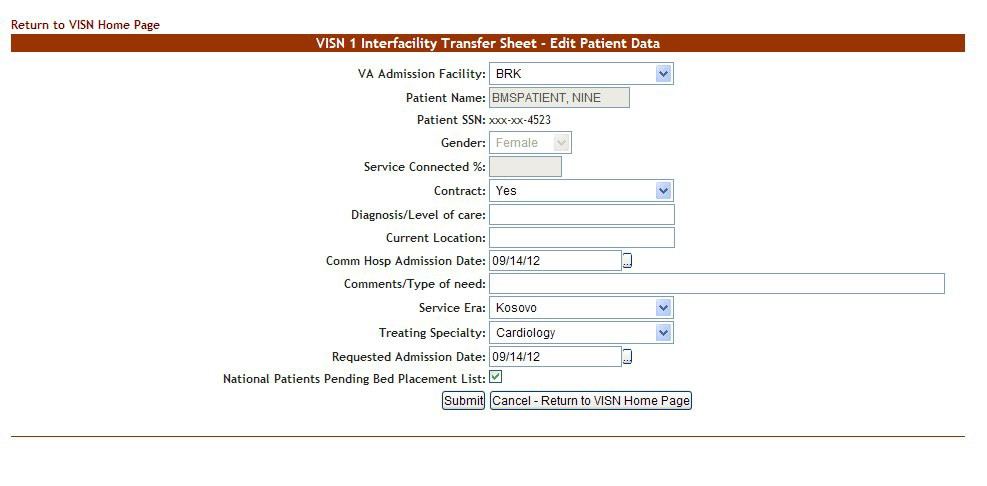 Return to VISN Home Page
VISN 1 Interfacility Transfer Sheet - Edit Patient Data
VA Admission Facility: BRK
Patient Name: BMSPATIENT, NINE
Patient SSN: xxx-xx-4523
Gender: Female
Service Connected %:
Contract: Yes
Diagnosis/Level of care:
Current Location:
Comm Hosp Admission Date: 09/14/12 ...
Comments/Type of need:
Service Era: Kosovo
Treating Specialty: Cardiology
Requested Admission Date: 09/14/12 ...
National Patients Pending Bed Placement List:
Submit Cancel - Return to VISN Home Page